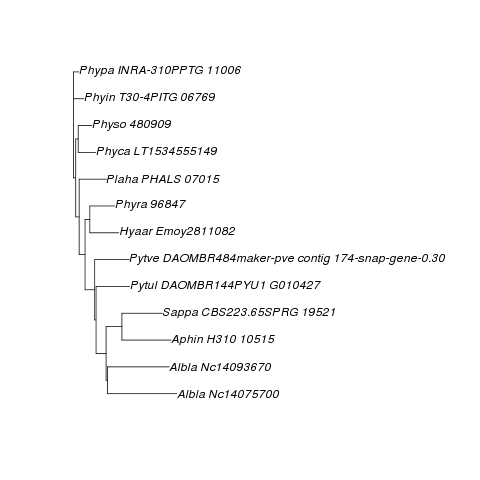 Phypa INRA-310PPTG 11006
Phyin T30-4PITG 06769
Physo 480909
Phyca LT1534555149
Plaha PHALS 07015
Phyra 96847
Hyaar Emoy2811082
Pytve DAOMBR484maker-pve contig 174-snap-gene-0.30
Pytul DAOMBR144PYU1 G010427
Sappa CBS223.65SPRG 19521
Aphin H310 10515
Albla Nc14093670
Albla Nc14075700